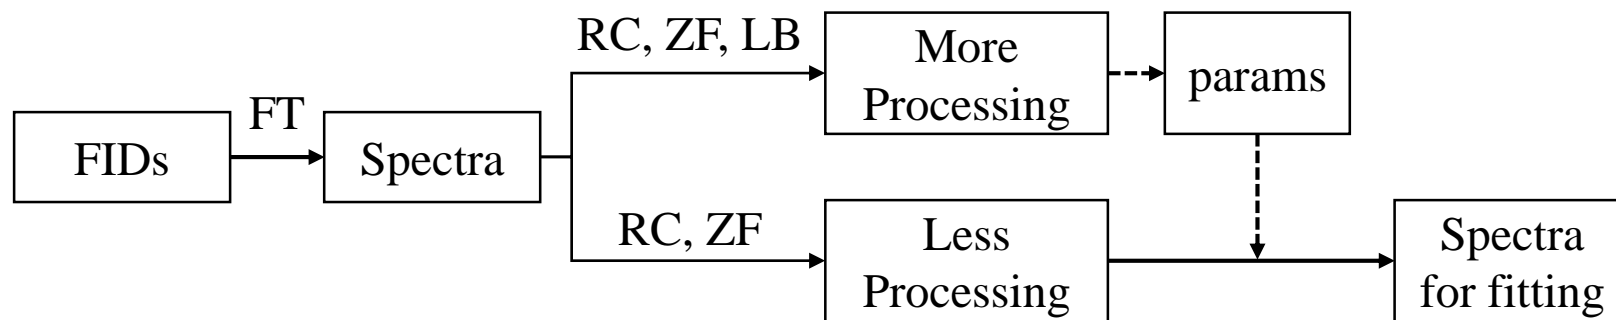 RC, ZF, LB
More
Processing
params
FT
FIDs
Spectra
RC, ZF
Less
Processing
Spectra
for fitting